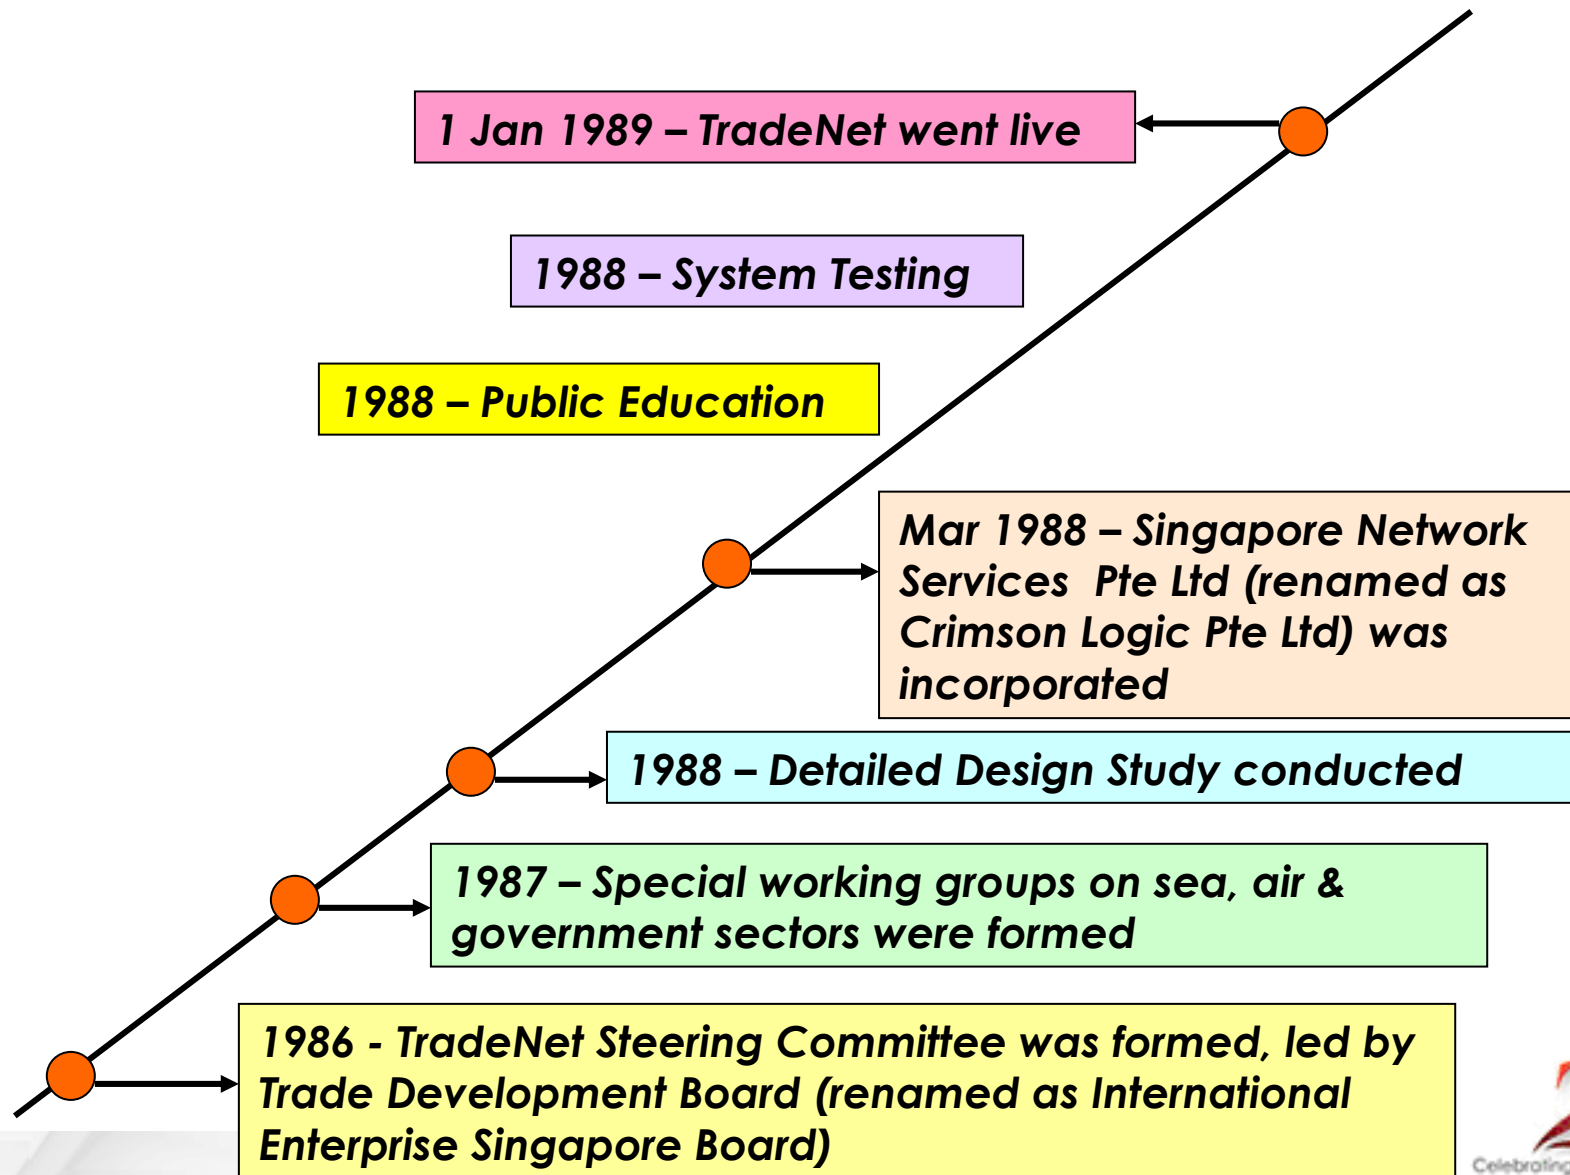 1 Jan 1989 – TradeNet went live
1988 – System Testing
1988 – Public Education
Mar 1988 – Singapore Network
Services  Pte Ltd (renamed as
Crimson Logic Pte Ltd) was
incorporated
1988 – Detailed Design Study conducted
1987 – Special working groups on sea, air &
government sectors were formed
1986 - TradeNet Steering Committee was formed, led by
Trade Development Board (renamed as International
Enterprise Singapore Board)
Celebrating